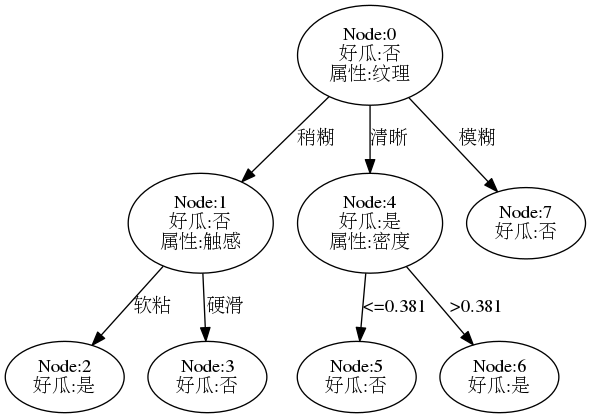 Node:0
好瓜:否
属性:纹理
稍糊
清晰
模糊
Node:1
好瓜:否
属性:触感
Node:4
好瓜:是
属性:密度
Node:7
好瓜:否
软粘
硬滑
<=0.381
>0.381
Node:2
好瓜:是
Node:3
好瓜:否
Node:5
好瓜:否
Node:6
好瓜:是